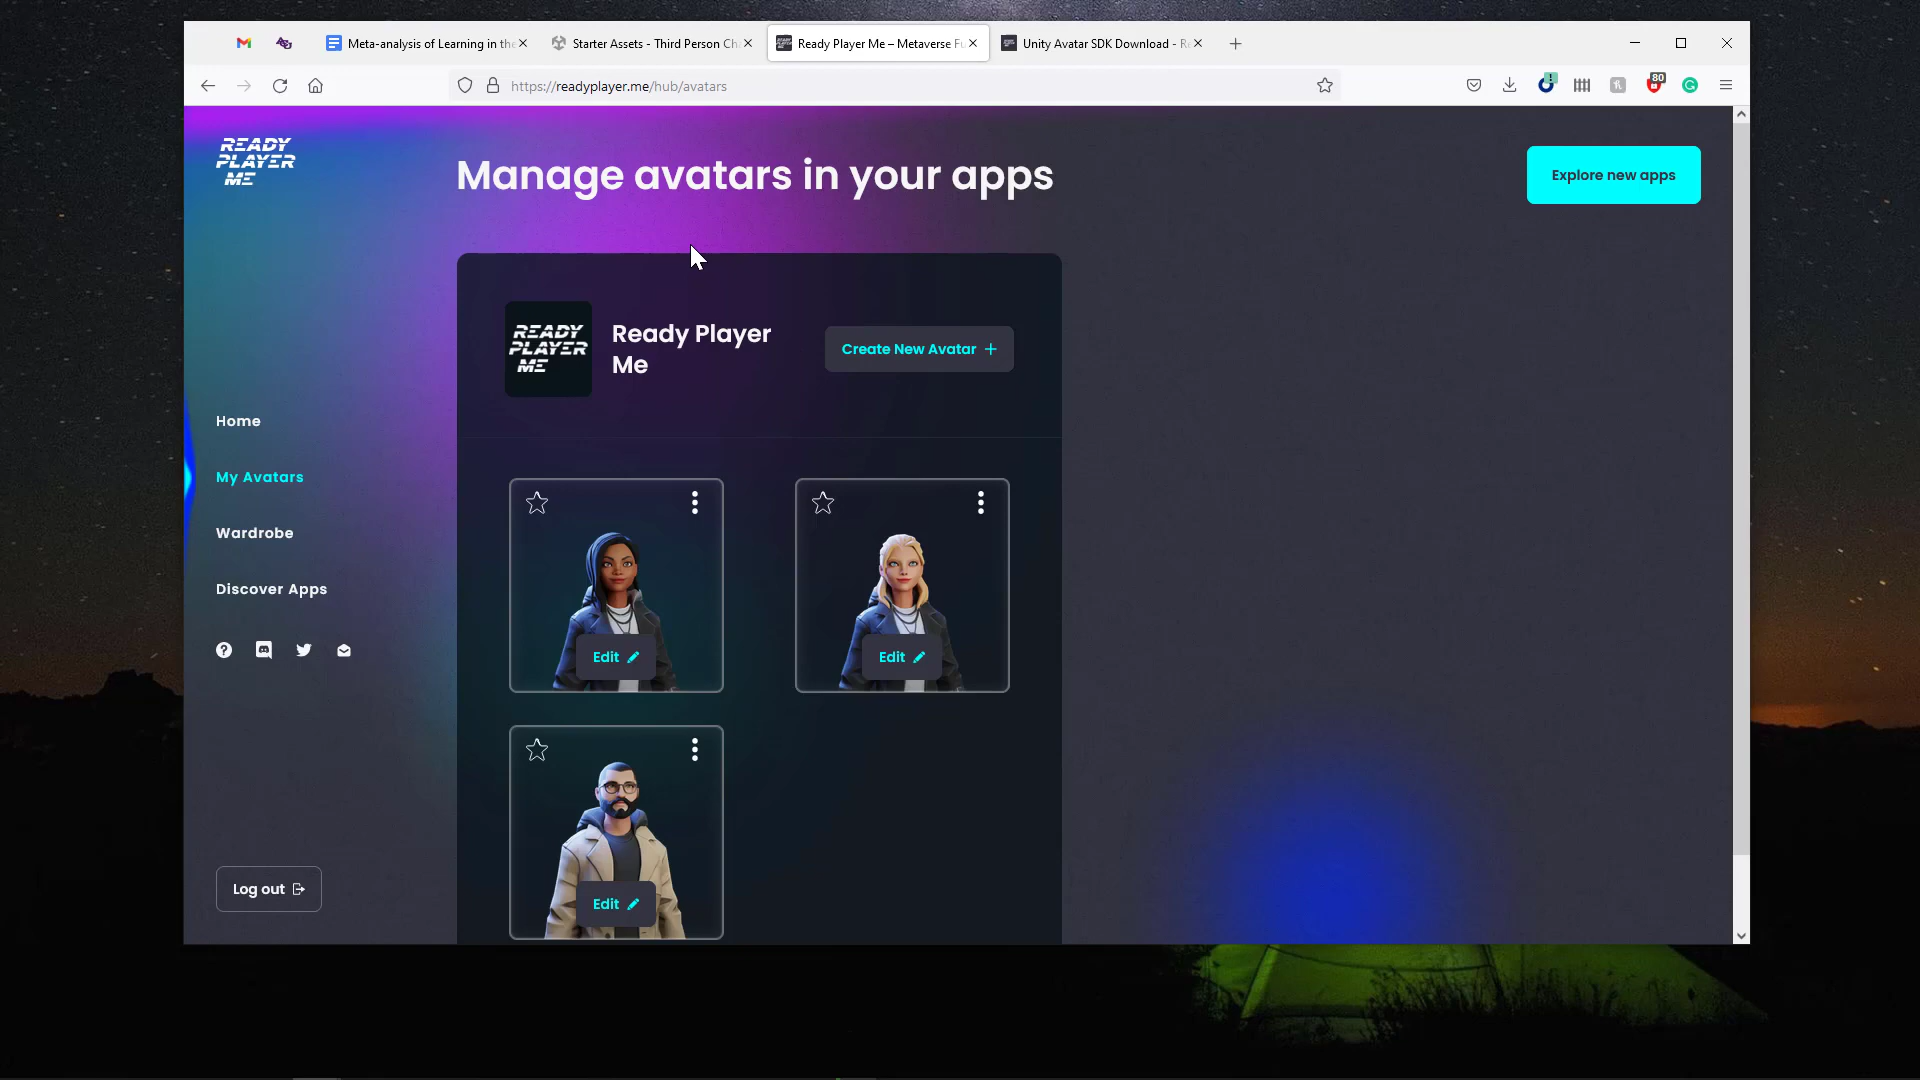 Meta-analysis of Learning in the
Starter Assets - Third Person Ch
Ready Player Me – Metaverse Fu
Unity Avatar SDK Download - R
https://readyplayer.me/hub/avatars
80
READY
PLAYER
ME
Manage avatars in your apps
Explore new apps
READY
PLAYER
ME
Ready Player
Me
Create New Avatar +
Home
My Avatars
Wardrobe
Discover Apps
Edit
Edit
Edit
Log out